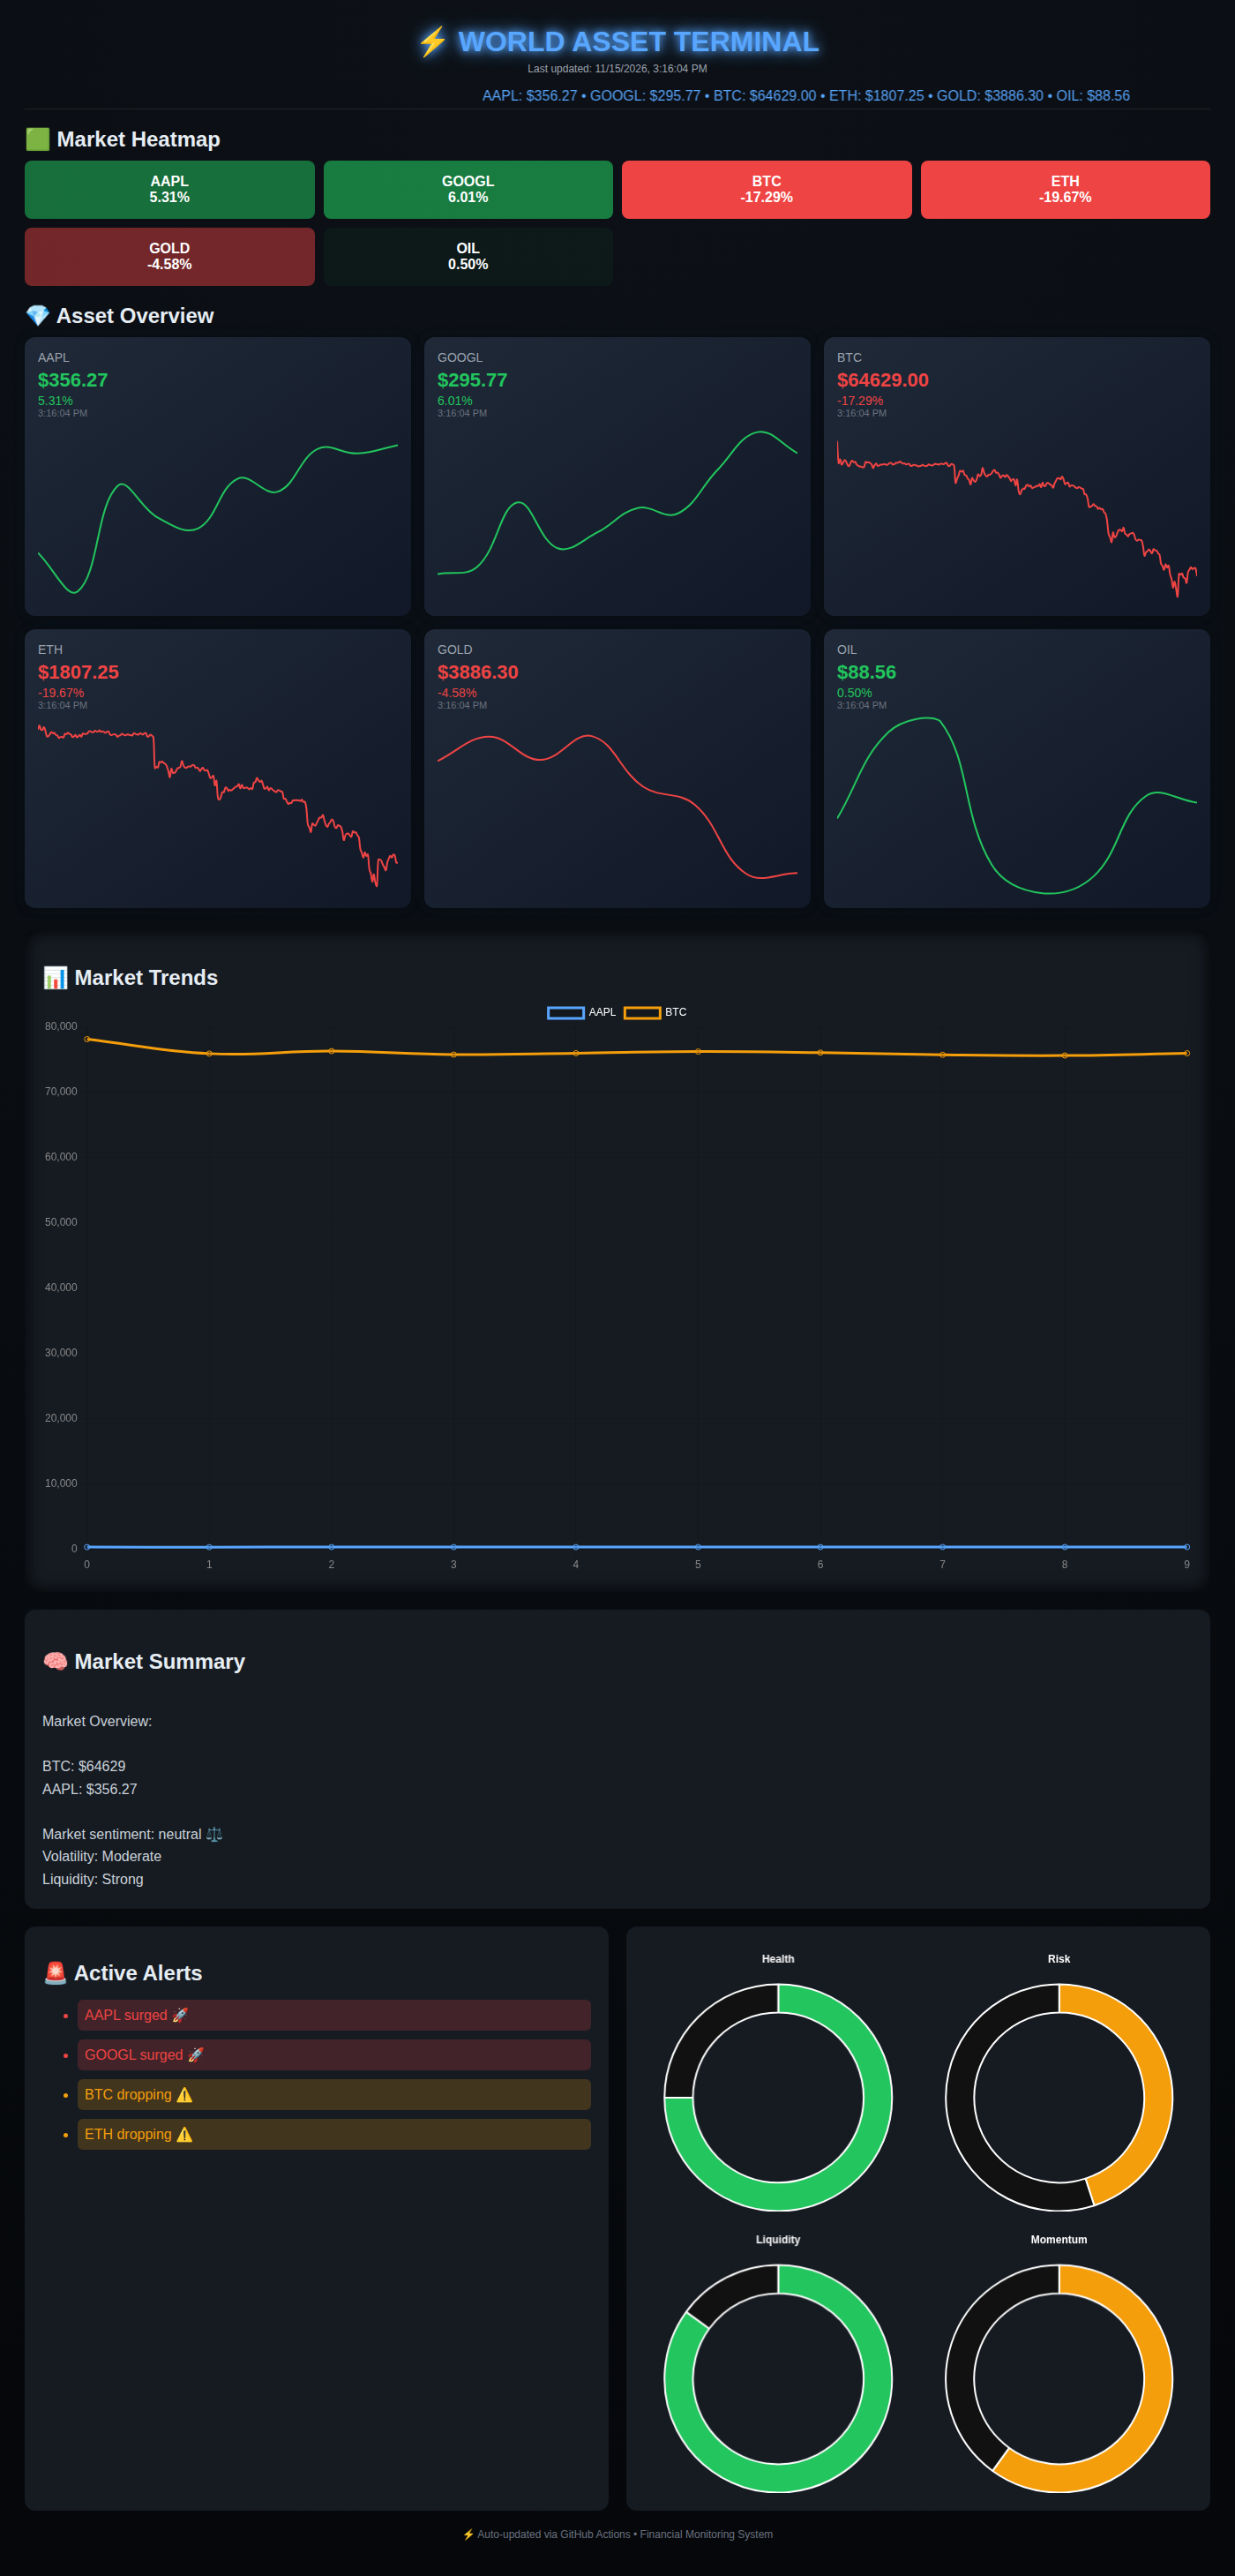 ⚡ WORLD ASSET TERMINAL
Last updated: 11/15/2026, 3:16:04 PM
AAPL: $356.27 • GOOGL: $295.77 • BTC: $64629.00 • ETH: $1807.25 • GOLD: $3886.30 • OIL: $88.56
🟩 Market Heatmap
AAPL
5.31%
GOOGL
6.01%
BTC
-17.29%
ETH
-19.67%
GOLD
-4.58%
OIL
0.50%
💎 Asset Overview
AAPL
$356.27
5.31%
3:16:04 PM
GOOGL
$295.77
6.01%
3:16:04 PM
BTC
$64629.00
-17.29%
3:16:04 PM
ETH
$1807.25
-19.67%
3:16:04 PM
GOLD
$3886.30
-4.58%
3:16:04 PM
OIL
$88.56
0.50%
3:16:04 PM
📊 Market Trends
AAPL BTC
80,000
70,000
60,000
50,000
40,000
30,000
20,000
10,000
0
0 1 2 3 4 5 6 7 8 9
🧠 Market Summary
Market Overview:
BTC: $64629
AAPL: $356.27
Market sentiment: neutral ⚖️
Volatility: Moderate
Liquidity: Strong
🚨 Active Alerts
• AAPL surged 🚀
• GOOGL surged 🚀
• BTC dropping ⚠️
• ETH dropping ⚠️
Health
Risk
Liquidity
Momentum
⚡ Auto-updated via GitHub Actions • Financial Monitoring System